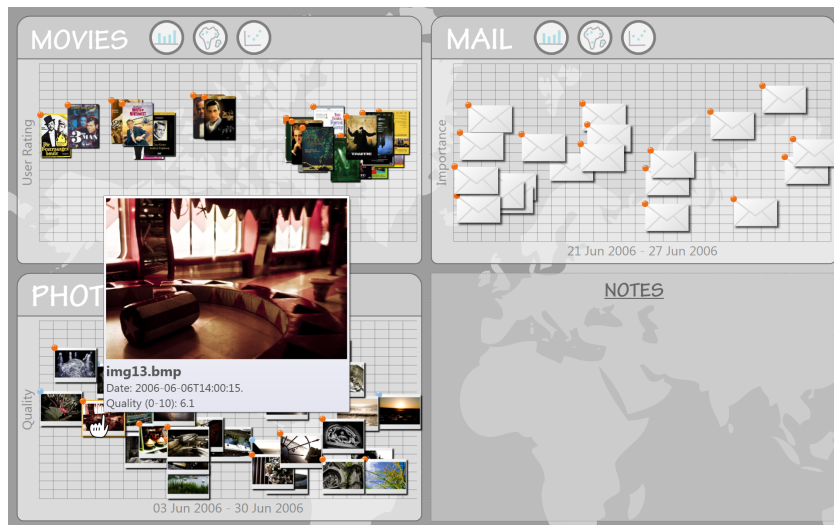 MOVIES
MAIL
User Rating
Importance
21 Jun 2006 - 27 Jun 2006
PHOT
NOTES
img13.bmp
Date: 2006-06-06T14:00:15.
Quality (0-10): 6.1
Quality
03 Jun 2006 - 30 Jun 2006